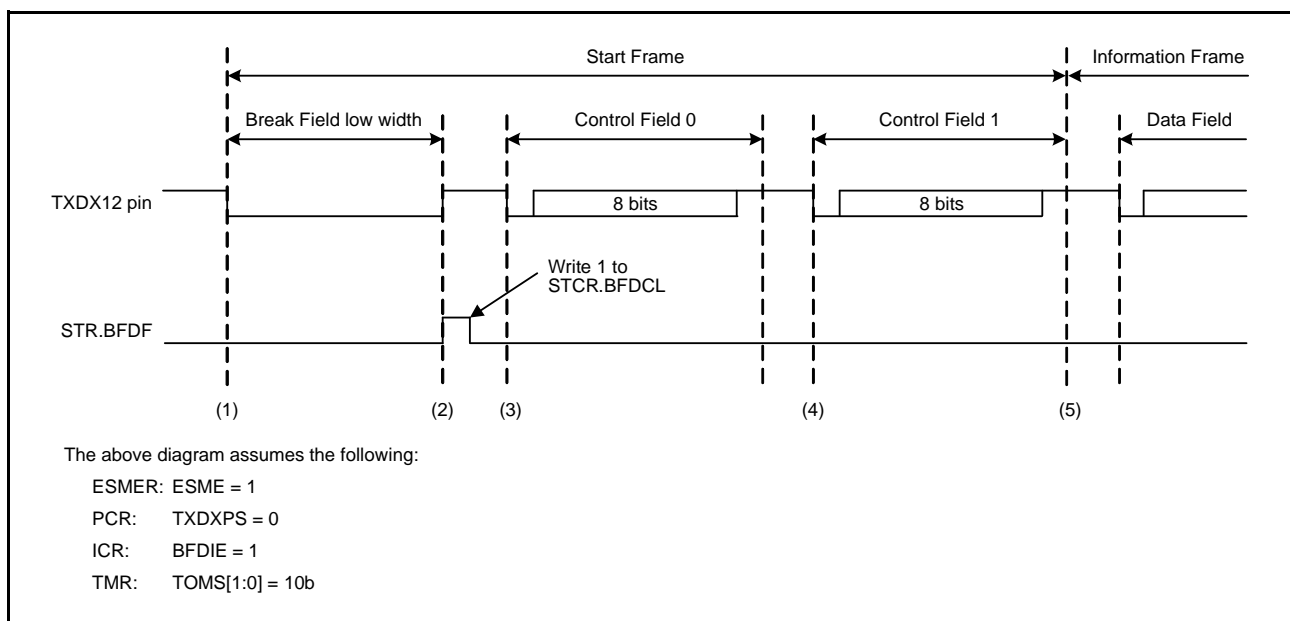 Start Frame Information Frame
Break Field low width Control Field 0 Control Field 1 Data Field
TXDX12 pin 8 bits 8 bits
Write 1 to
STCR.BFDCL
STR.BFDF
(1) (2) (3) (4) (5)
The above diagram assumes the following:
ESMER: ESME = 1
PCR: TXDXPS = 0
ICR: BFDIE = 1
TMR: TOMS[1:0] = 10b